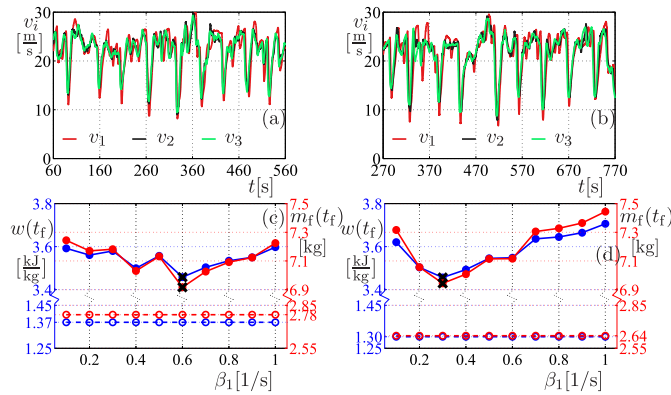 30
v_i
[m/s]
20
10
0
(a)
v_1
v_2
v_3
60
160
260
360
460
560
t[s]
30
v_i
[m/s]
20
10
0
(b)
v_1
v_2
v_3
270
370
470
570
670
770
t[s]
3.8
w(t_f)
3.6
[kJ/kg]
3.4
1.45
1.37
1.25
(c)
7.5
m_f(t_f)
7.3
[kg]
7.1
6.9
2.85
2.78
2.55
0.2
0.4
0.6
0.8
1
β_1[1/s]
3.8
w(t_f)
3.6
[kJ/kg]
3.4
1.45
1.30
1.25
(d)
7.5
m_f(t_f)
7.3
[kg]
7.1
6.9
2.85
2.64
2.55
0.2
0.4
0.6
0.8
1
β_1[1/s]